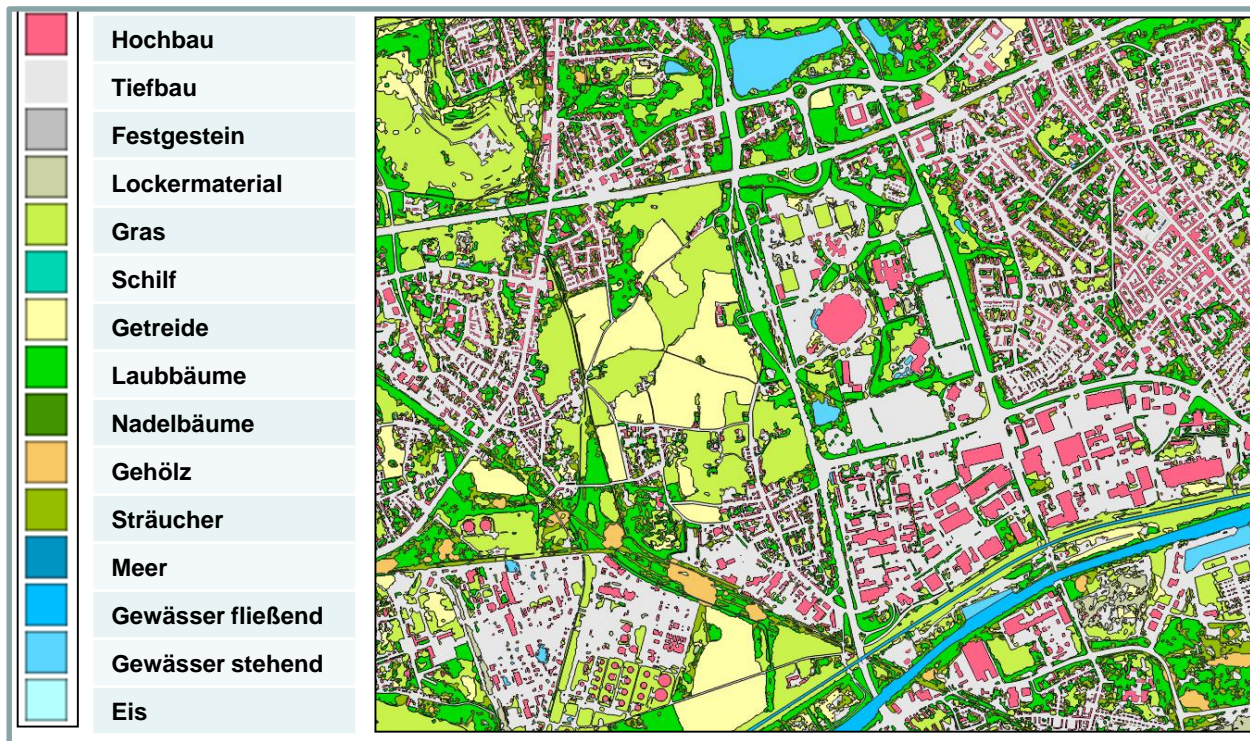 Hochbau
Tiefbau
Festgestein
Lockermaterial
Gras
Schilf
Getreide
Laubbäume
Nadelbäume
Gehölz
Sträucher
Meer
Gewässer fließend
Gewässer stehend
Eis